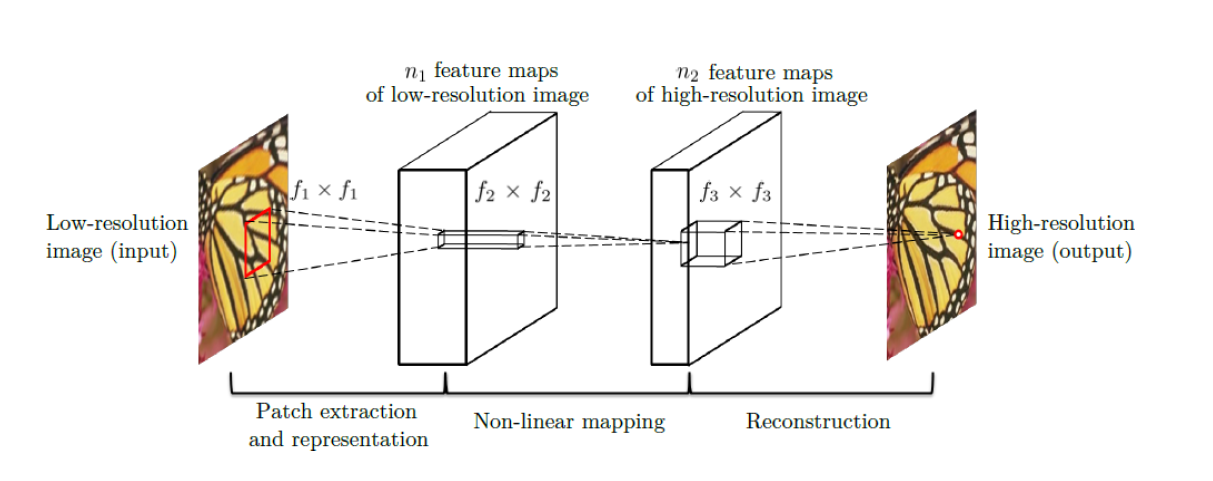 n₁ feature maps
of low-resolution image
n₂ feature maps
of high-resolution image
f₁ × f₁
f₂ × f₂
f₃ × f₃
Low-resolution
image (input)
High-resolution
image (output)
Patch extraction
and representation
Non-linear mapping
Reconstruction